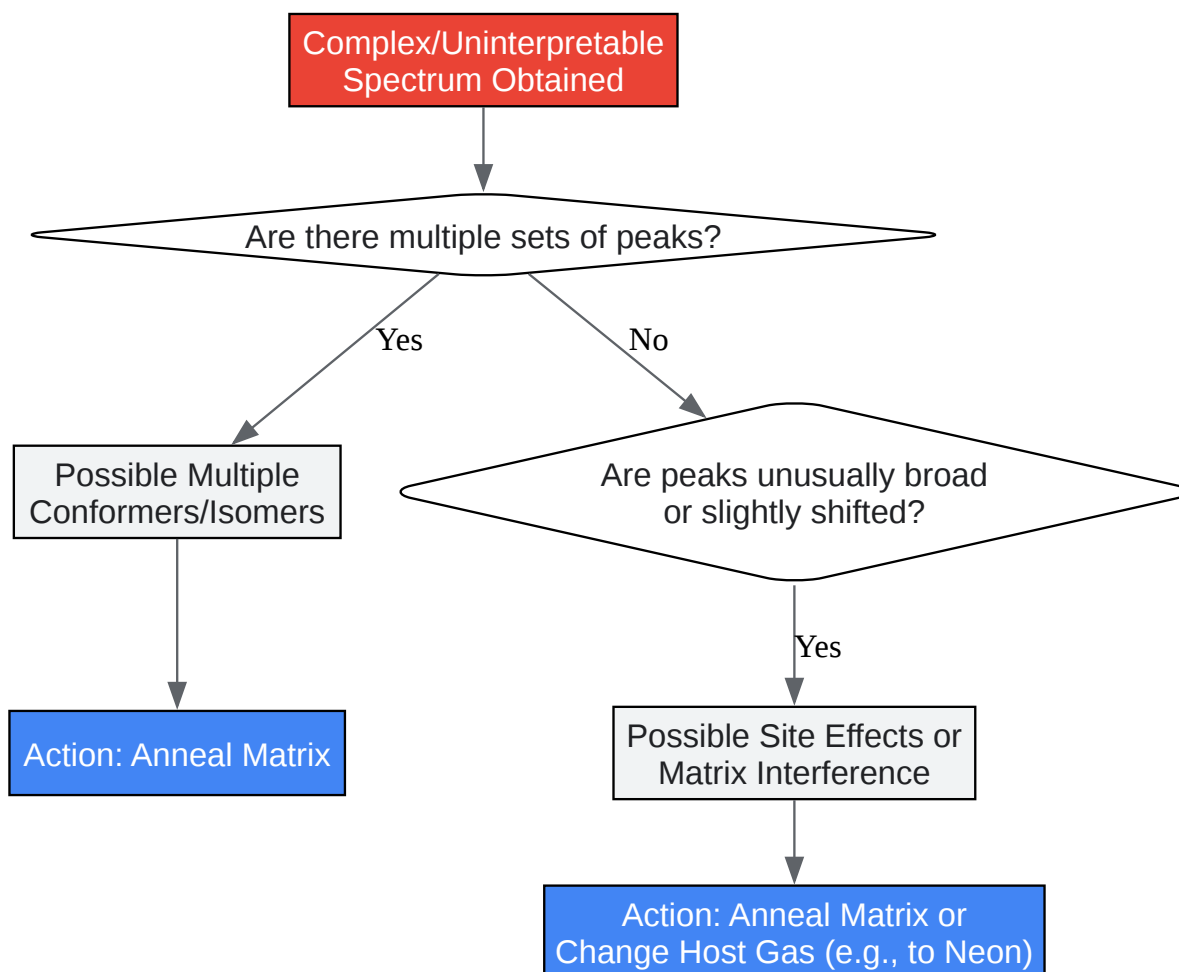 Complex/Uninterpretable
Spectrum Obtained
Are there multiple sets of peaks?
Yes
No
Possible Multiple
Conformers/Isomers
Are peaks unusually broad
or slightly shifted?
Yes
Action: Anneal Matrix
Possible Site Effects or
Matrix Interference
Action: Anneal Matrix or
Change Host Gas (e.g., to Neon)